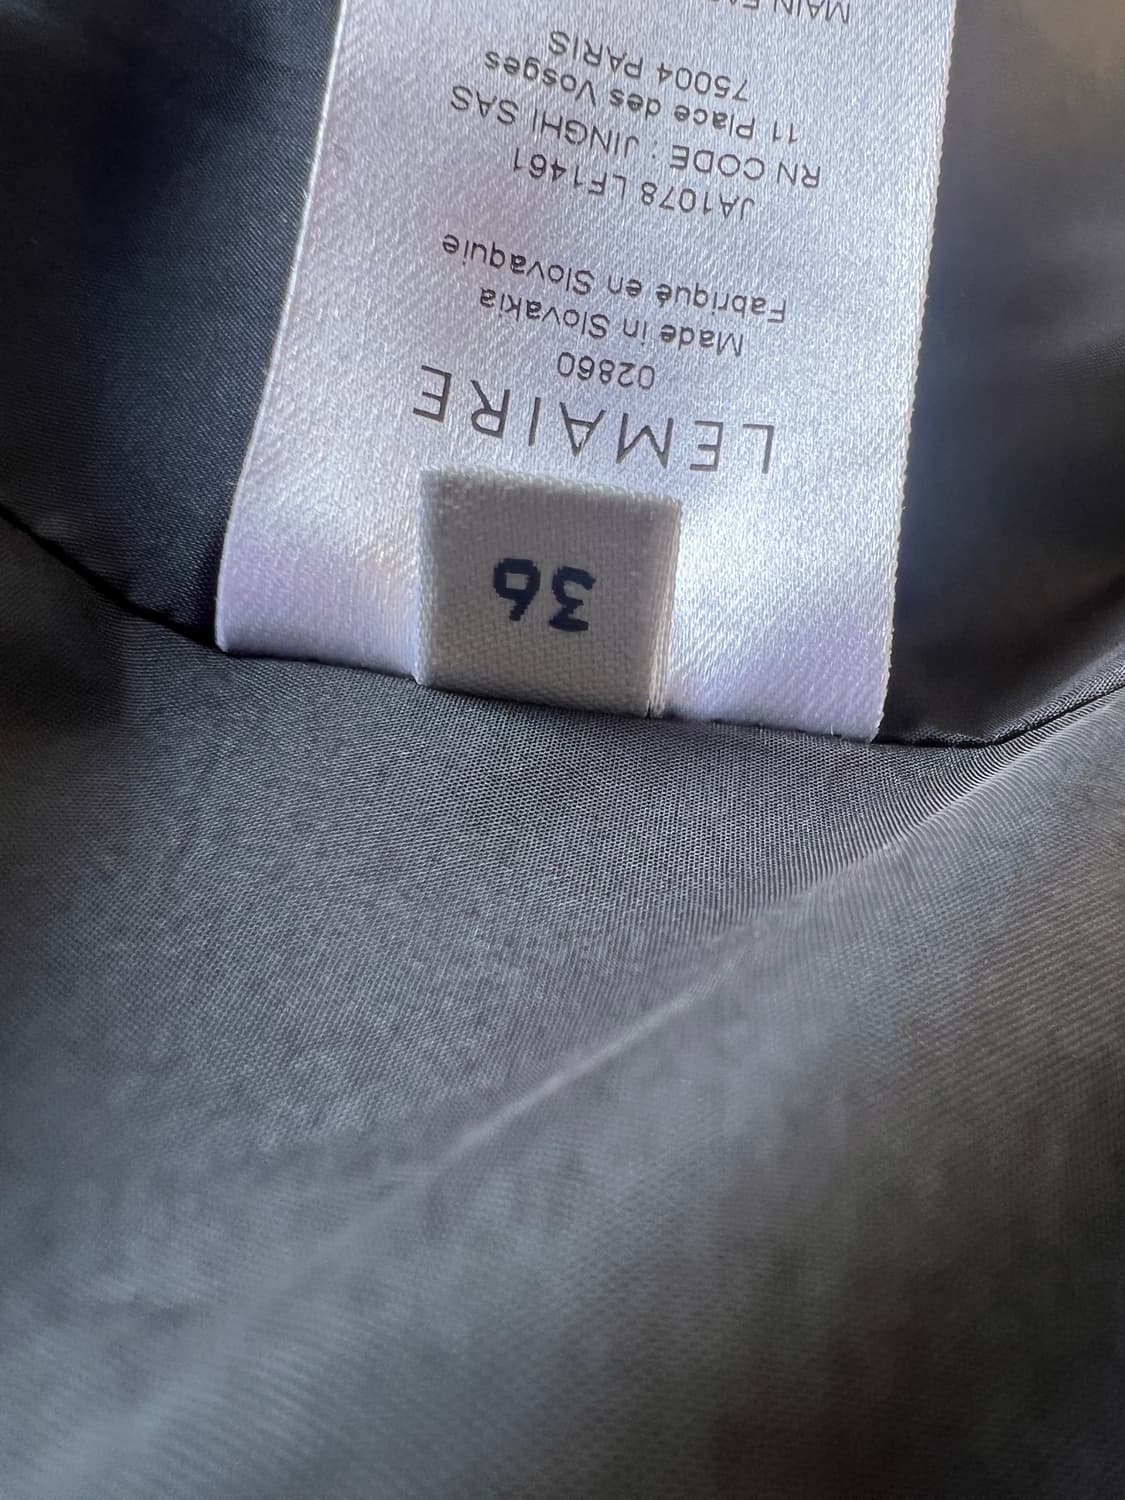 36
LEMAIRE
02860
Made in Slovakia
Fabriqué en Slovaquie
JA1078 LF1461
RN CODE : JINGHI SAS
11 Place des Vosges
75004 PARIS
MAIN